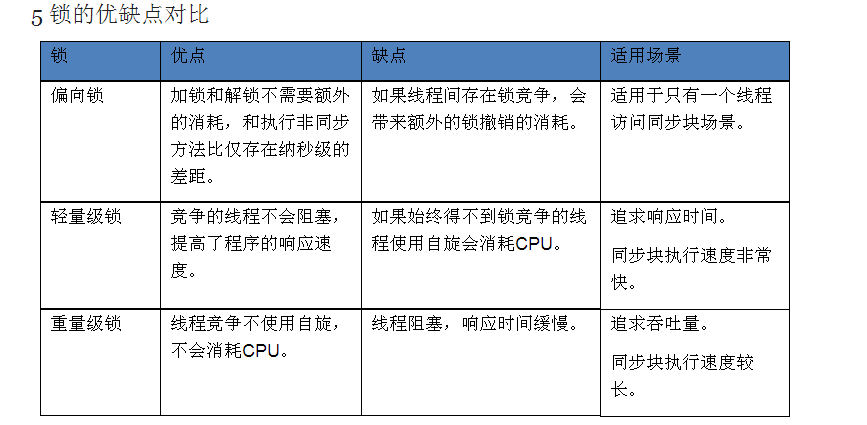 5 锁的优缺点对比
锁
优点
缺点
适用场景
偏向锁
加锁和解锁不需要额外
的消耗，和执行非同步
方法比仅存在纳秒级的
差距。
如果线程间存在锁竞争，会
带来额外的锁撤销的消耗。
适用于只有一个线程
访问同步块场景。
轻量级锁
竞争的线程不会阻塞，
提高了程序的响应速
度。
如果始终得不到锁竞争的线
程使用自旋会消耗CPU。
追求响应时间。
同步块执行速度非常
快。
重量级锁
线程竞争不使用自旋，
不会消耗CPU。
线程阻塞，响应时间缓慢。
追求吞吐量。
同步块执行速度较
长。